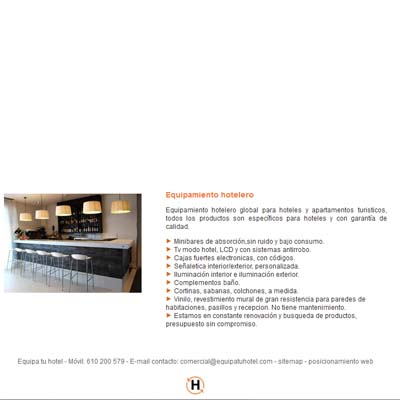 Equipamiento hotelero
Equipamiento hotelero global para hoteles y apartamentos turisticos,
todos los productos son específicos para hoteles y con garantía de
calidad.
Minibares de absorción,sin ruido y bajo consumo.
Tv modo hotel, LCD y con sistemas antirrobo.
Cajas fuertes electronicas, con códigos.
Señaletica interior/exterior, personalizada.
Iluminación interior e iluminación exterior.
Complementos baño.
Cortinas, sabanas, colchones, a medida.
Vinilo, revestimiento mural de gran resistencia para paredes de
habitaciones, pasillos y recepcion. No tiene mantenimiento.
Estamos en constante renovación y busqueda de productos,
presupuesto sin compromiso.
Equipa tu hotel - Móvil: 610 200 579 - E-mail contacto: comercial@equipatuhotel.com - sitemap - posicionamiento web
H